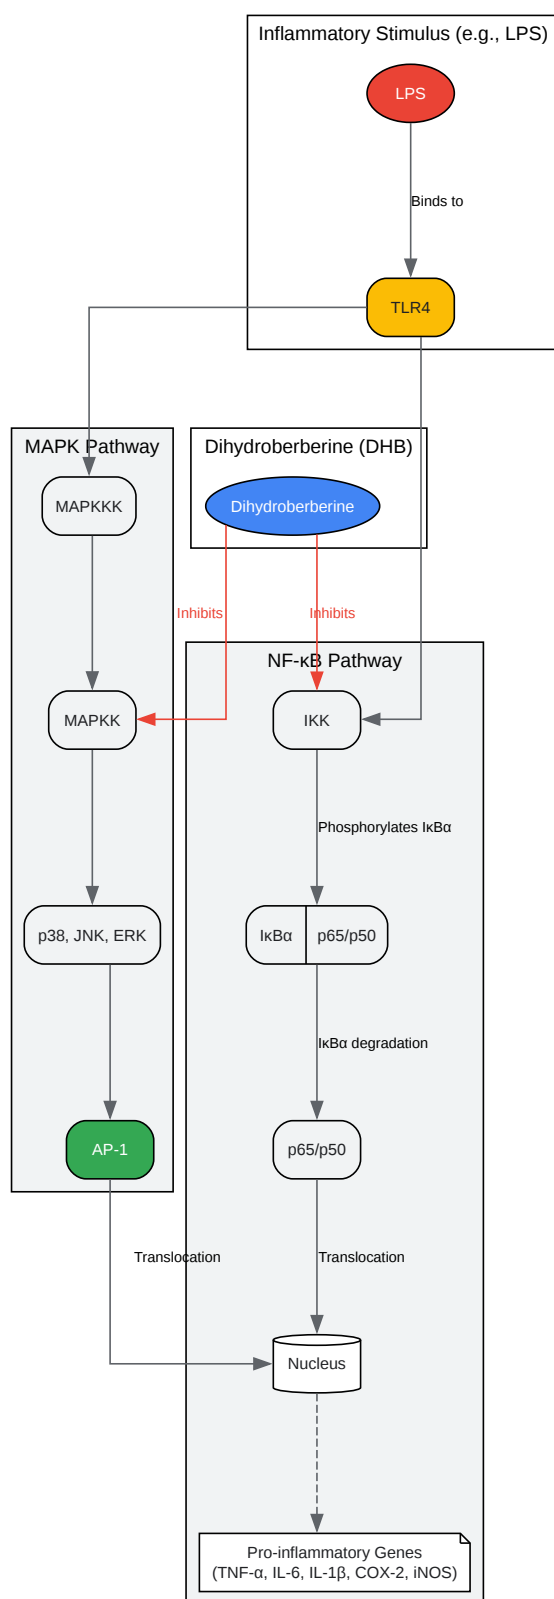 Inflammatory Stimulus (e.g., LPS)
LPS
Binds to
TLR4
MAPK Pathway
Dihydroberberine (DHB)
MAPKKK
Dihydroberberine
Inhibits
Inhibits
NF-κB Pathway
MAPKK
IKK
Phosphorylates IκBα
p38, JNK, ERK
IκBα
p65/p50
IκBα degradation
AP-1
p65/p50
Translocation
Translocation
Nucleus
Pro-inflammatory Genes
(TNF-α, IL-6, IL-1β, COX-2, iNOS)